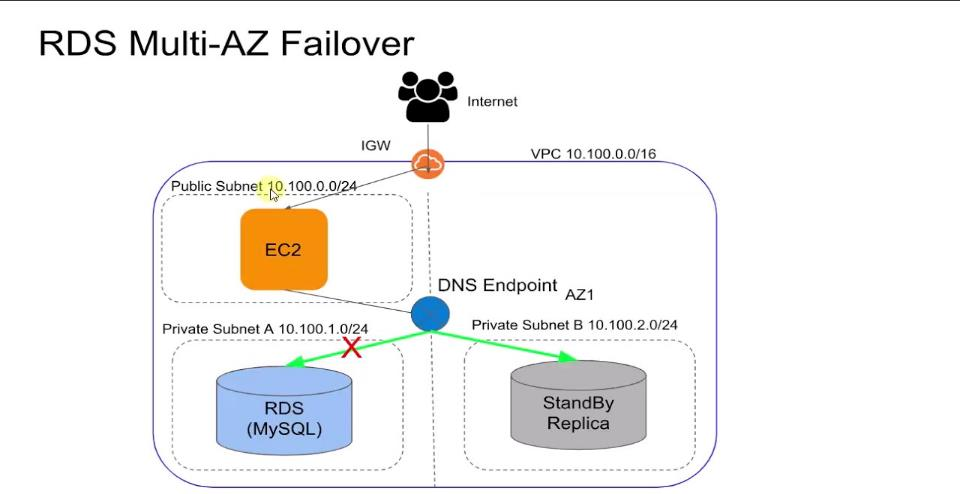 RDS Multi-AZ Failover
Internet
IGW
VPC 10.100.0.0/16
Public Subnet 10.100.0.0/24
EC2
DNS Endpoint
AZ1
Private Subnet A 10.100.1.0/24
Private Subnet B 10.100.2.0/24
RDS
(MySQL)
StandBy
Replica